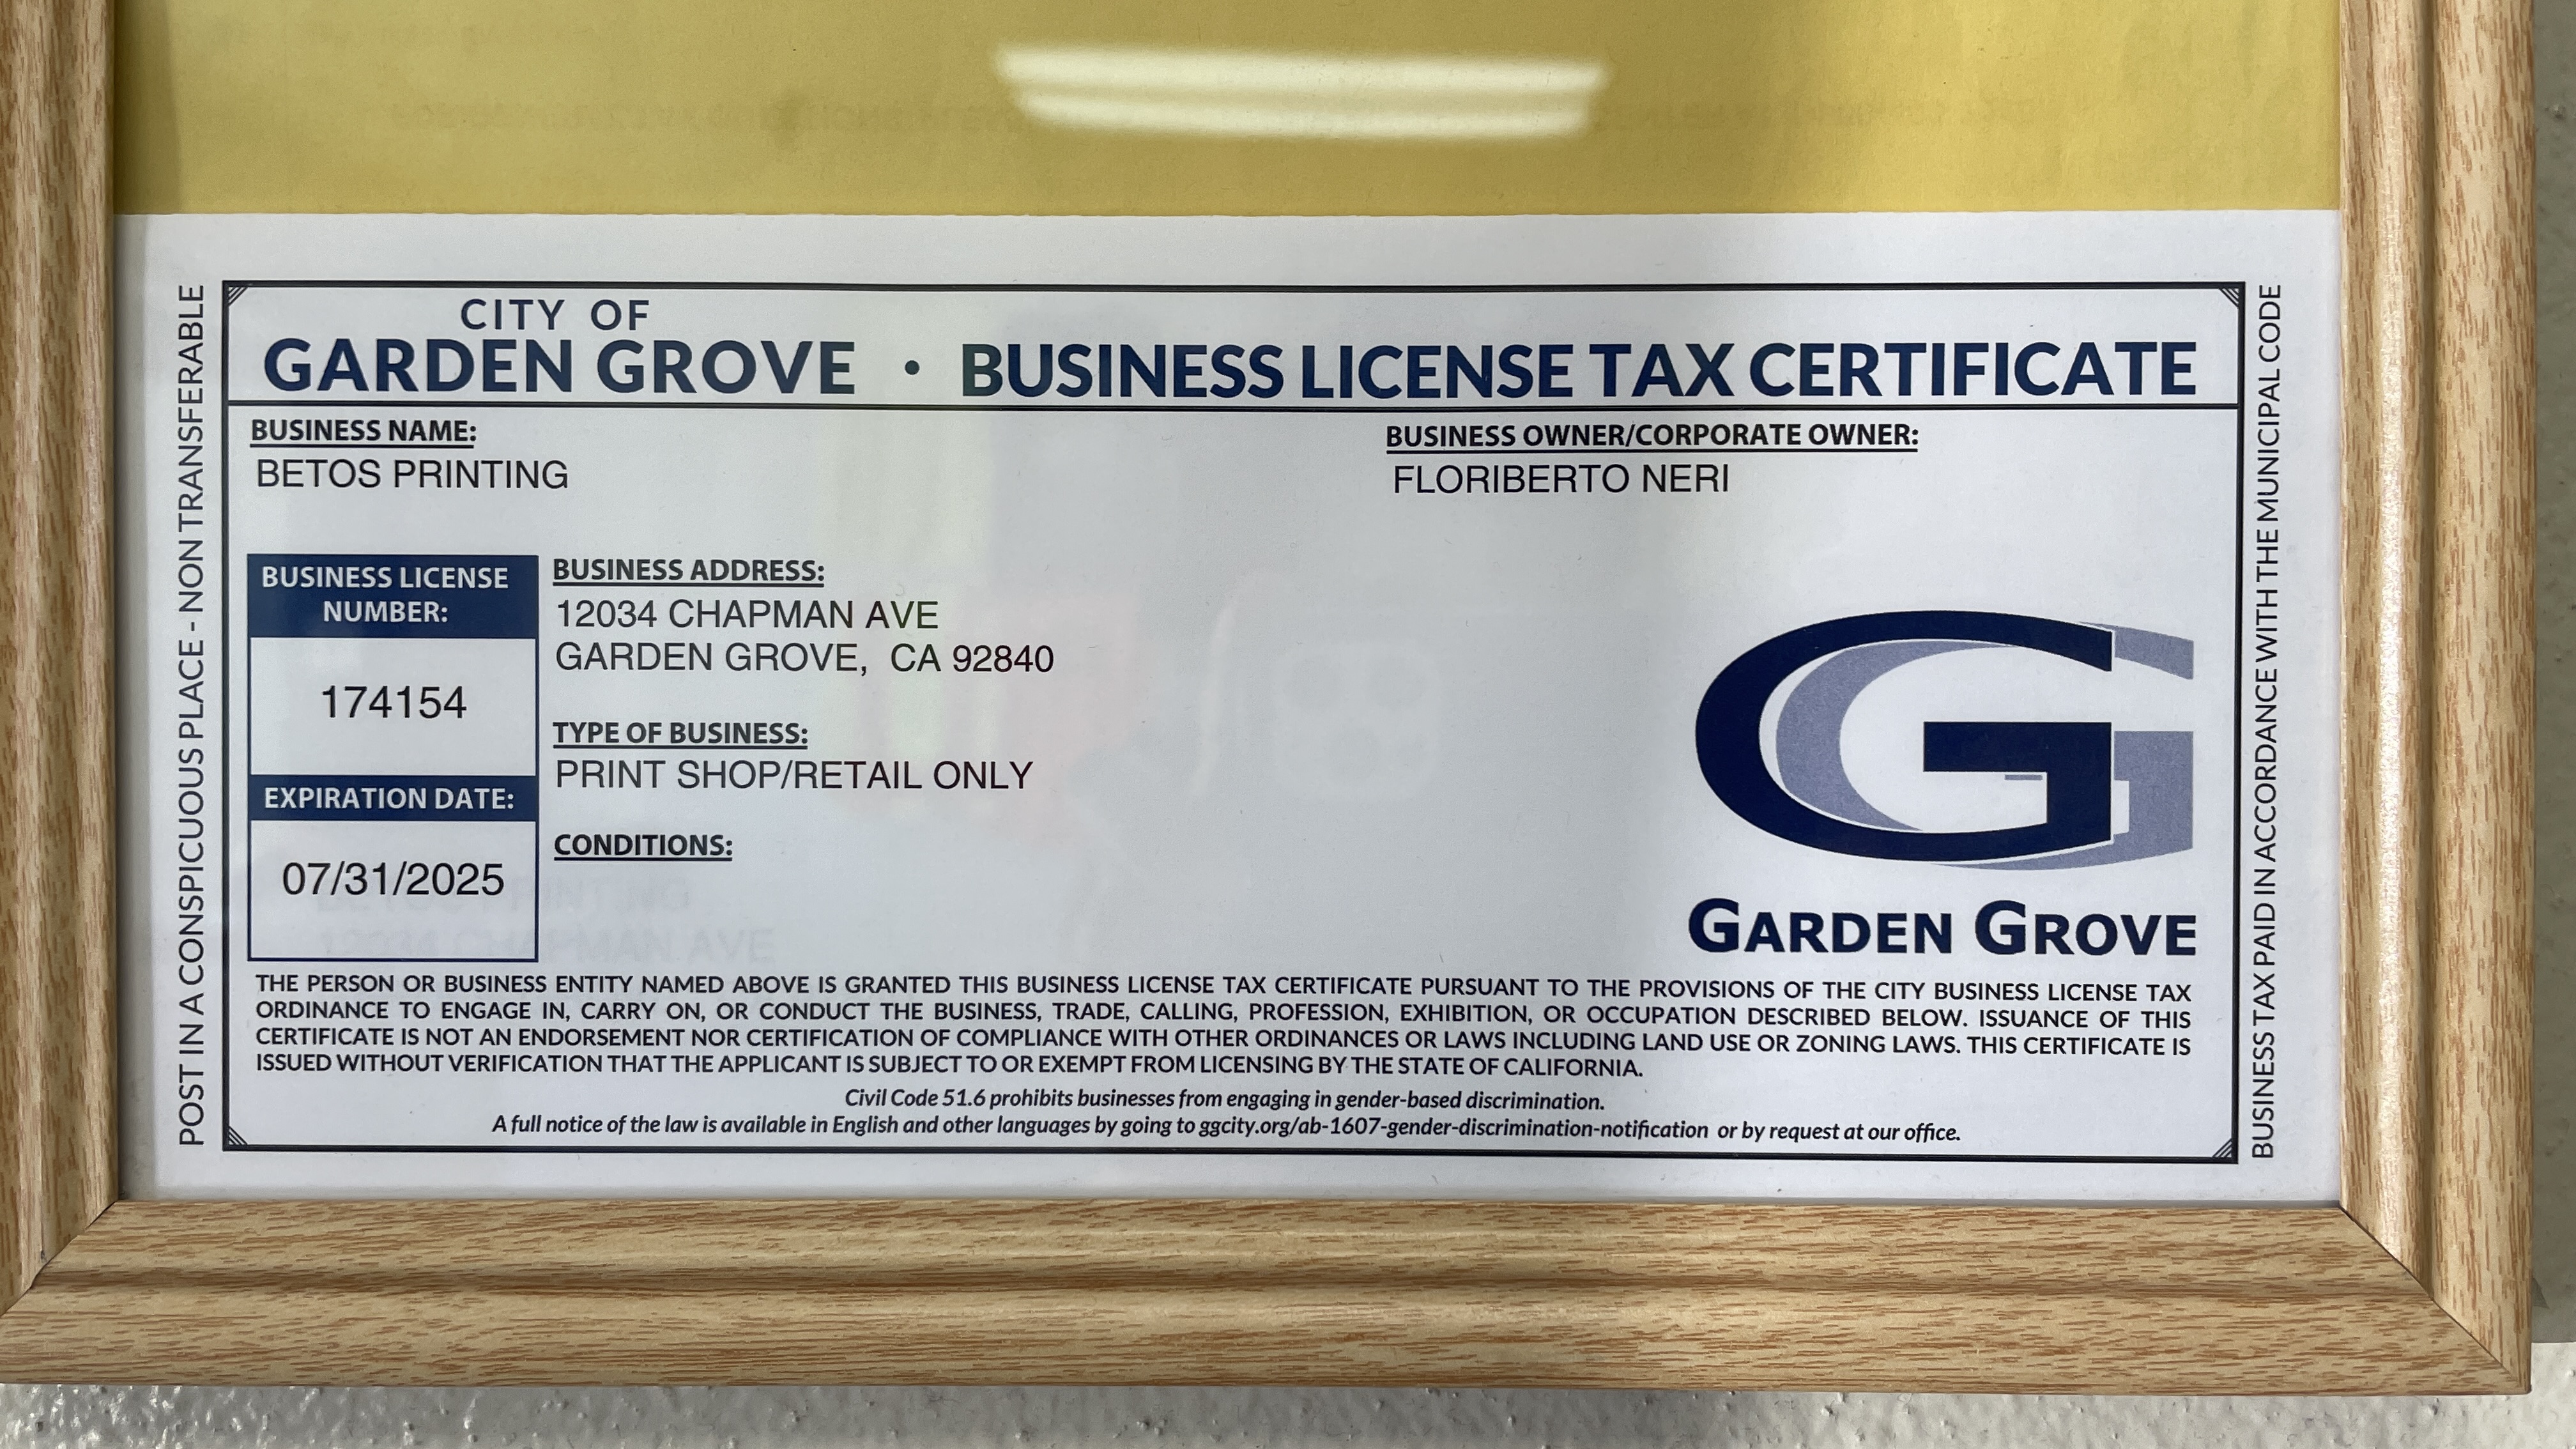 CITY OF
GARDEN GROVE • BUSINESS LICENSE TAX CERTIFICATE
POST IN A CONSPICUOUS PLACE - NON TRANSFERABLE
BUSINESS NAME:
BETOS PRINTING
BUSINESS OWNER/CORPORATE OWNER:
FLORIBERTO NERI
BUSINESS LICENSE
NUMBER:
174154
EXPIRATION DATE:
07/31/2025
BUSINESS ADDRESS:
12034 CHAPMAN AVE
GARDEN GROVE,  CA 92840
TYPE OF BUSINESS:
PRINT SHOP/RETAIL ONLY
CONDITIONS:
BETOS PRINTING
12034 CHAPMAN AVE
G
GARDEN GROVE
THE PERSON OR BUSINESS ENTITY NAMED ABOVE IS GRANTED THIS BUSINESS LICENSE TAX CERTIFICATE PURSUANT TO THE PROVISIONS OF THE CITY BUSINESS LICENSE TAX
ORDINANCE TO ENGAGE IN, CARRY ON, OR CONDUCT THE BUSINESS, TRADE, CALLING, PROFESSION, EXHIBITION, OR OCCUPATION DESCRIBED BELOW. ISSUANCE OF THIS
CERTIFICATE IS NOT AN ENDORSEMENT NOR CERTIFICATION OF COMPLIANCE WITH OTHER ORDINANCES OR LAWS INCLUDING LAND USE OR ZONING LAWS. THIS CERTIFICATE IS
ISSUED WITHOUT VERIFICATION THAT THE APPLICANT IS SUBJECT TO OR EXEMPT FROM LICENSING BY THE STATE OF CALIFORNIA.
Civil Code 51.6 prohibits businesses from engaging in gender-based discrimination.
A full notice of the law is available in English and other languages by going to ggcity.org/ab-1607-gender-discrimination-notification or by request at our office.
BUSINESS TAX PAID IN ACCORDANCE WITH THE MUNICIPAL CODE